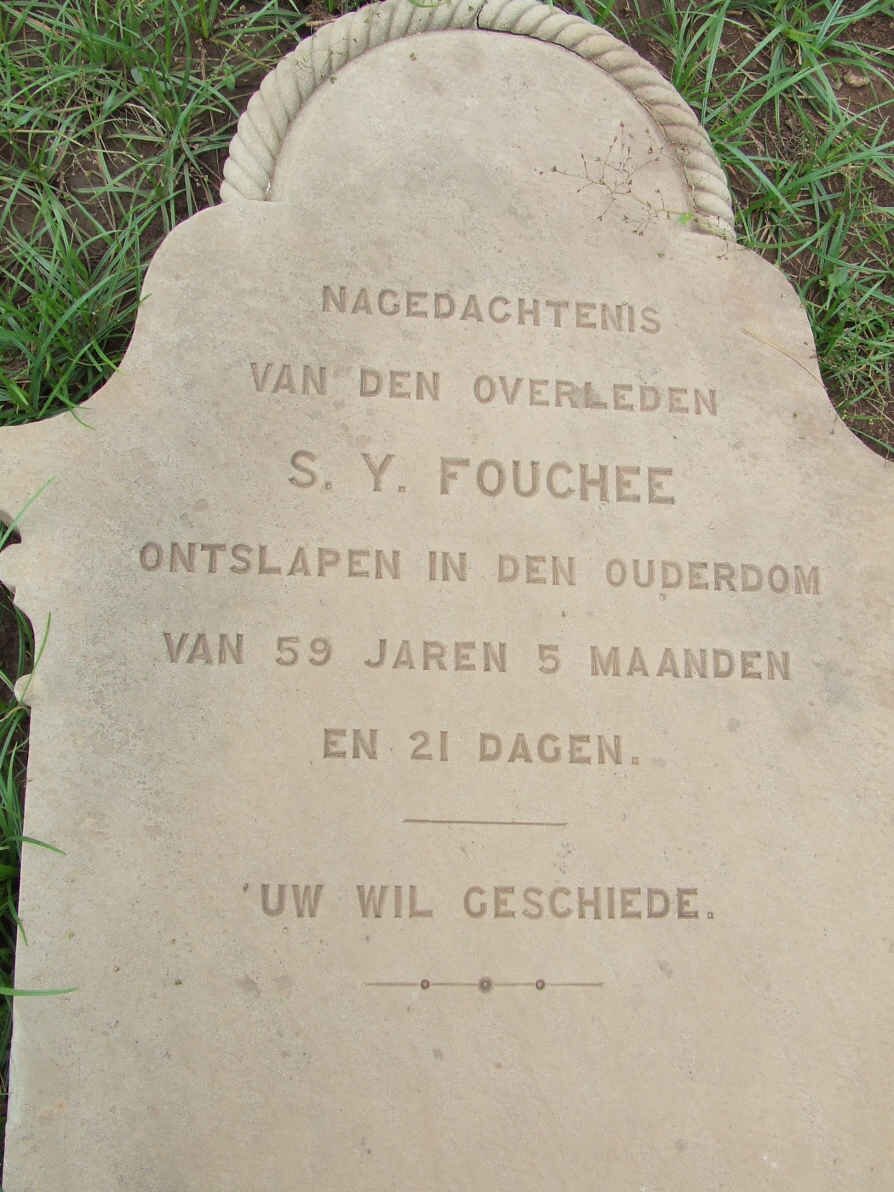 NAGEDACHTENIS
VAN DEN OVERLEDEN
S. Y. FOUCHEE
ONTSLAPEN IN DEN OUDERDOM
VAN 59 JAREN 5 MAANDEN
EN 21 DAGEN.
'UW WIL GESCHIEDE.